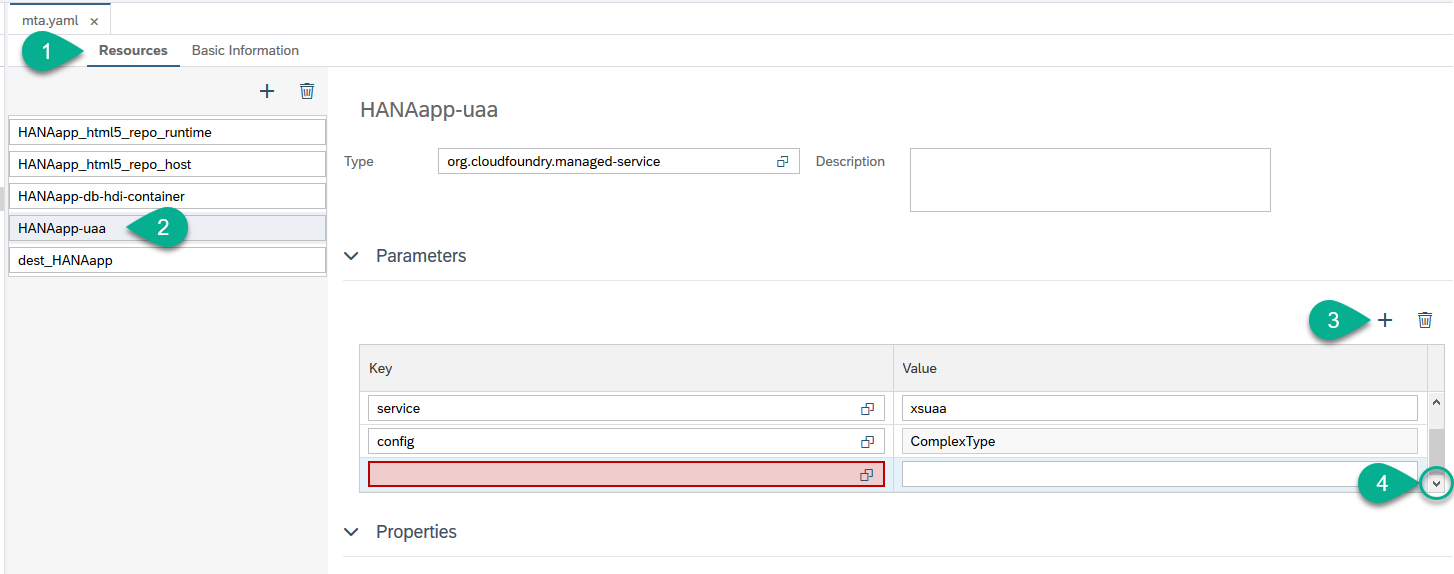 mta.yaml ×
1
Resources Basic Information
HANAapp_html5_repo_runtime
HANAapp_html5_repo_host
HANAapp-db-hdi-container
HANAapp-uaa
2
dest_HANAapp
HANAapp-uaa
Type org.cloudfoundry.managed-service Description
Parameters
3
Key Value
service xsuaa
config ComplexType
4
Properties